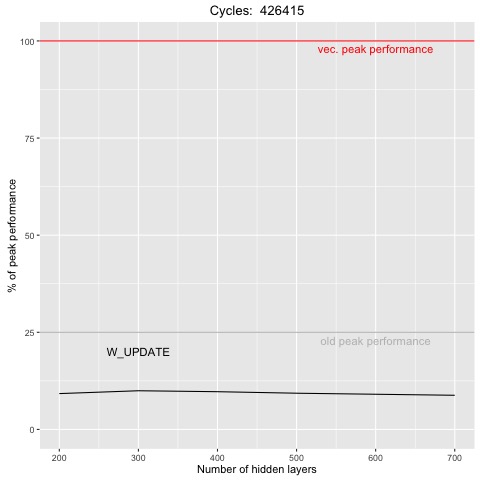 Cycles: 426415
100
vec. peak performance
75
% of peak performance
50
25
old peak performance
W_UPDATE
0
200 300 400 500 600 700
Number of hidden layers